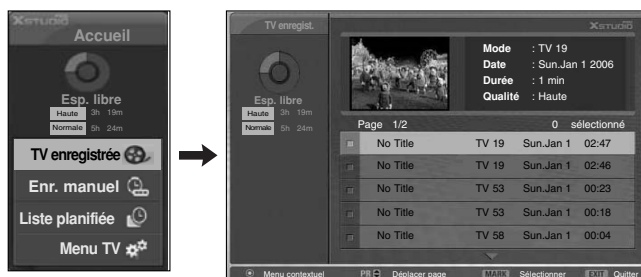 XSTUDIO
Accueil
Esp. libre
Haute 3h 19m
Normale 5h 24m
TV enregistrée
Enr. manuel
Liste planifiée
Menu TV
TV enregist.
XSTUDIO
Esp. libre
Haute 3h 19m
Normale 5h 24m
Mode : TV 19
Date : Sun.Jan 1 2006
Durée : 1 min
Qualité : Haute
Page 1/2 0 sélectionné
No Title TV 19 Sun.Jan 1 02:47
No Title TV 19 Sun.Jan 1 02:46
No Title TV 53 Sun.Jan 1 00:23
No Title TV 53 Sun.Jan 1 00:18
No Title TV 58 Sun.Jan 1 00:04
Menu contextuel PR Déplacer page MARK Sélectionner EXIT Quitter